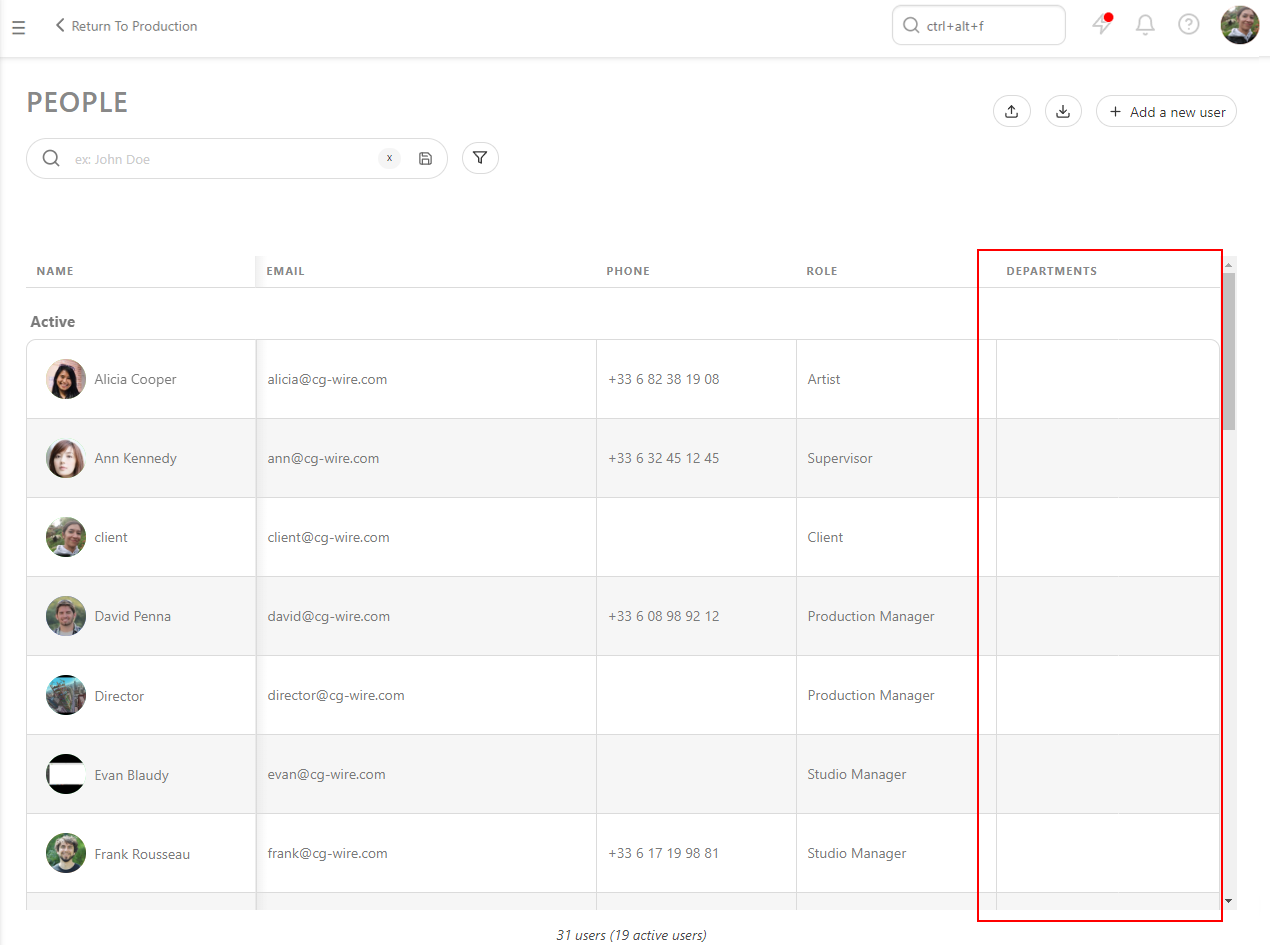 Return To Production
ctrl+alt+f
PEOPLE
+ Add a new user
ex: John Doe
x
NAME EMAIL PHONE ROLE DEPARTMENTS
Active
Alicia Cooper alicia@cg-wire.com +33 6 82 38 19 08 Artist
Ann Kennedy ann@cg-wire.com +33 6 32 45 12 45 Supervisor
client client@cg-wire.com Client
David Penna david@cg-wire.com +33 6 08 98 92 12 Production Manager
Director director@cg-wire.com Production Manager
Evan Blaudy evan@cg-wire.com Studio Manager
Frank Rousseau frank@cg-wire.com +33 6 17 19 98 81 Studio Manager
31 users (19 active users)